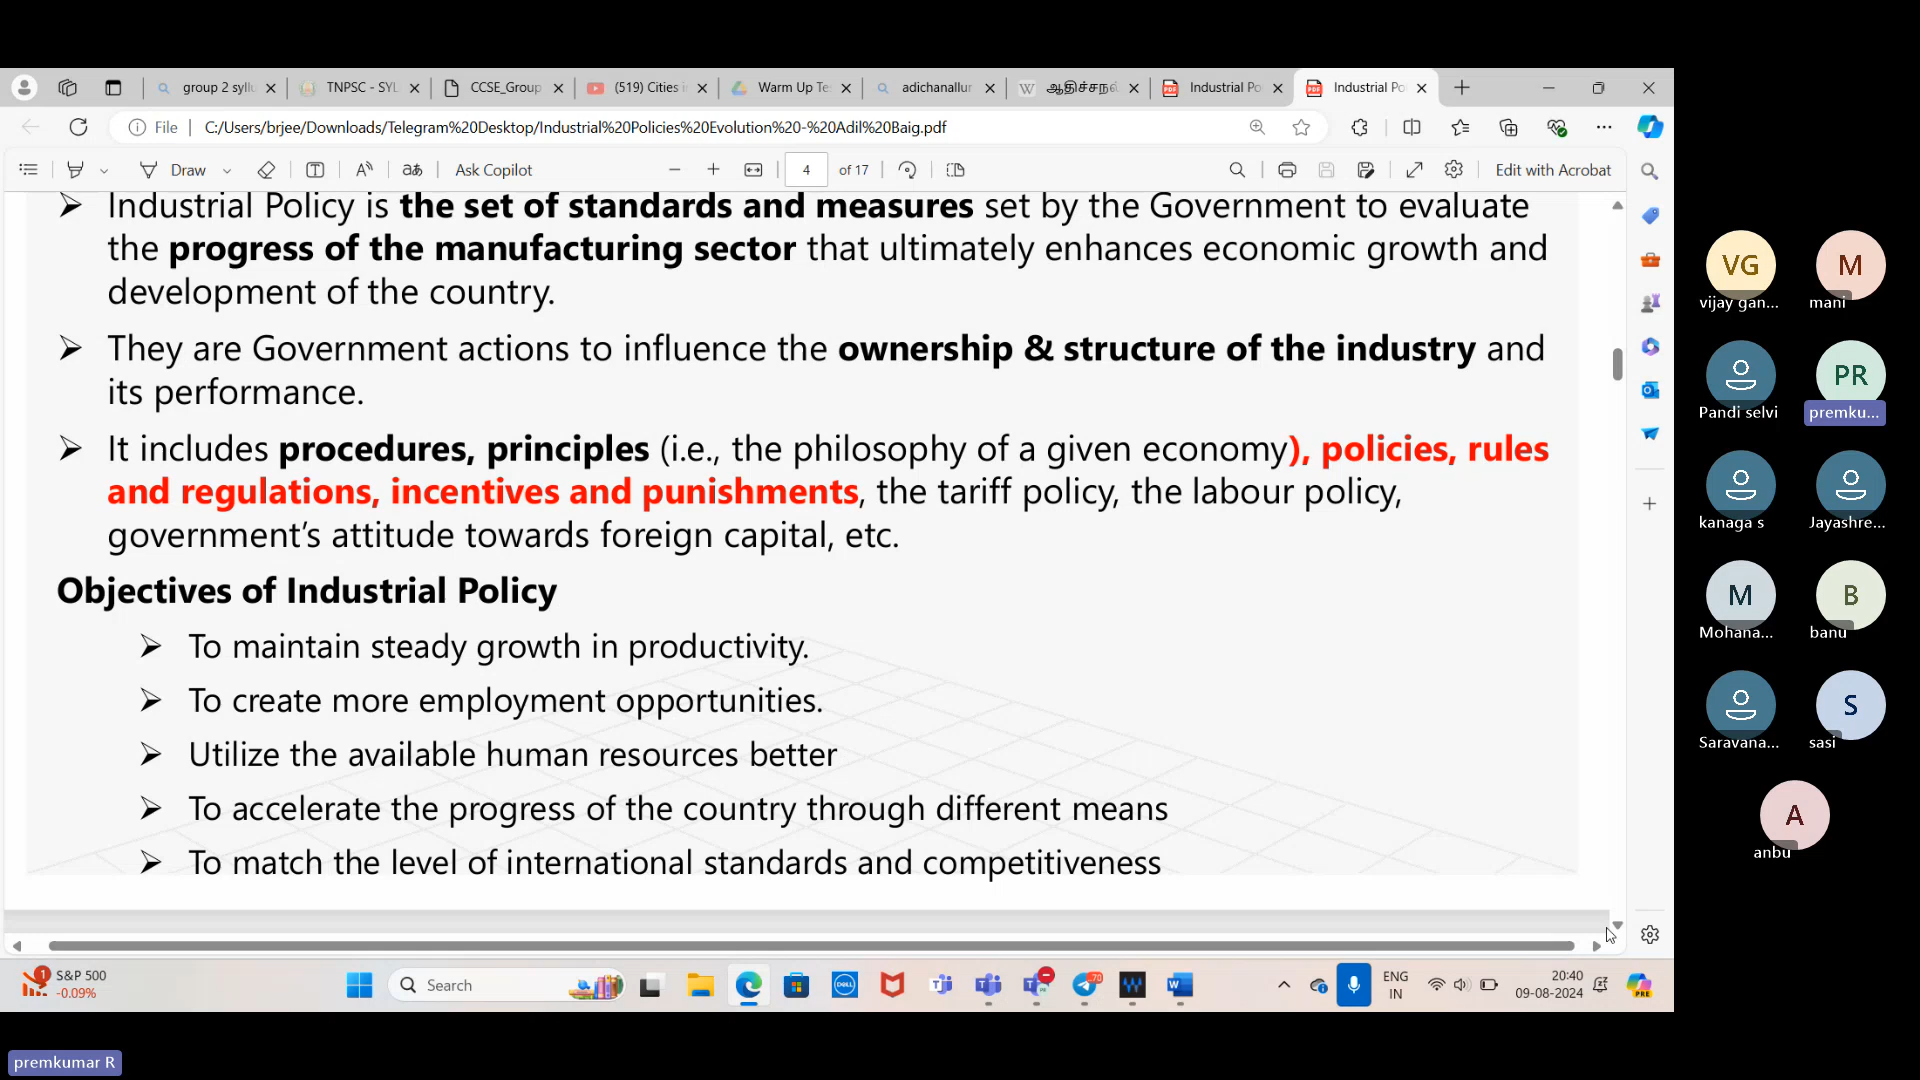 group 2 syllu
TNPSC - SYL
CCSE_Group
(519) Cities i
Warm Up Te
adichanallur
ஆதிச்சநல்
Industrial Po
Industrial Po
File
C:/Users/brjee/Downloads/Telegram%20Desktop/Industrial%20Policies%20Evolution%20-%20Adil%20Baig.pdf
Draw
Ask Copilot
4
of 17
Edit with Acrobat
Industrial Policy is the set of standards and measures set by the Government to evaluate
the progress of the manufacturing sector that ultimately enhances economic growth and
development of the country.
They are Government actions to influence the ownership & structure of the industry and
its performance.
It includes procedures, principles (i.e., the philosophy of a given economy), policies, rules
and regulations, incentives and punishments, the tariff policy, the labour policy,
government's attitude towards foreign capital, etc.
Objectives of Industrial Policy
To maintain steady growth in productivity.
To create more employment opportunities.
Utilize the available human resources better
To accelerate the progress of the country through different means
To match the level of international standards and competitiveness
VG
vijay gan...
M
mani
Pandi selvi
PR
premku...
kanaga s
Jayashre...
M
Mohana...
B
banu
Saravana...
S
sasi
A
anbu
1
S&P 500
-0.09%
Search
DELL
70
ENG
IN
20:40
09-08-2024
PRE
premkumar R